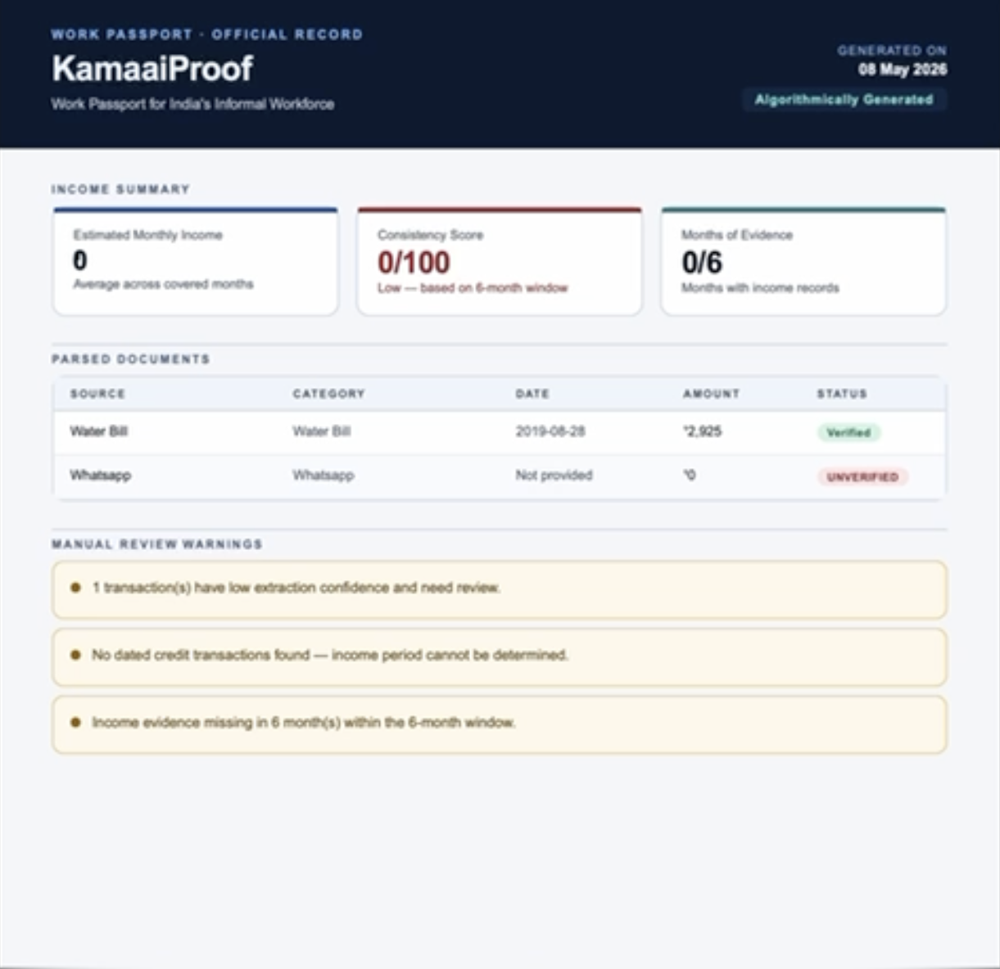 WORK PASSPORT · OFFICIAL RECORD
KamaaiProof
Work Passport for India's Informal Workforce
GENERATED ON
08 May 2026
Algorithmically Generated
INCOME SUMMARY
Estimated Monthly Income
0
Average across covered months
Consistency Score
0/100
Low — based on 6-month window
Months of Evidence
0/6
Months with income records
PARSED DOCUMENTS
SOURCE CATEGORY DATE AMOUNT STATUS
Water Bill Water Bill 2019-08-28 ¹2,925 Verified
Whatsapp Whatsapp Not provided ¹0 UNVERIFIED
MANUAL REVIEW WARNINGS
1 transaction(s) have low extraction confidence and need review.
No dated credit transactions found — income period cannot be determined.
Income evidence missing in 6 month(s) within the 6-month window.